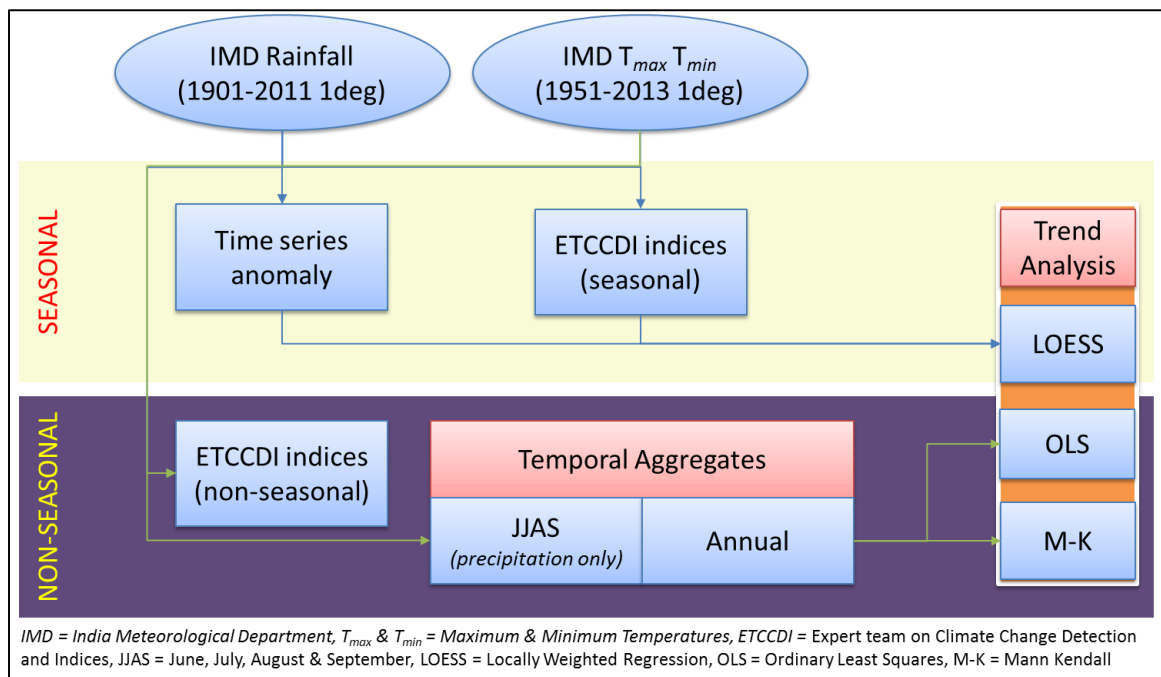 IMD Rainfall
(1901-2011 1deg)
IMD Tmax Tmin
(1951-2013 1deg)
SEASONAL
Time series
anomaly
ETCCDI indices
(seasonal)
Trend
Analysis
LOESS
NON-SEASONAL
ETCCDI indices
(non-seasonal)
Temporal Aggregates
JJAS
(precipitation only)
Annual
OLS
M-K
IMD = India Meteorological Department, Tmax & Tmin = Maximum & Minimum Temperatures, ETCCDI = Expert team on Climate Change Detection
and Indices, JJAS = June, July, August & September, LOESS = Locally Weighted Regression, OLS = Ordinary Least Squares, M-K = Mann Kendall